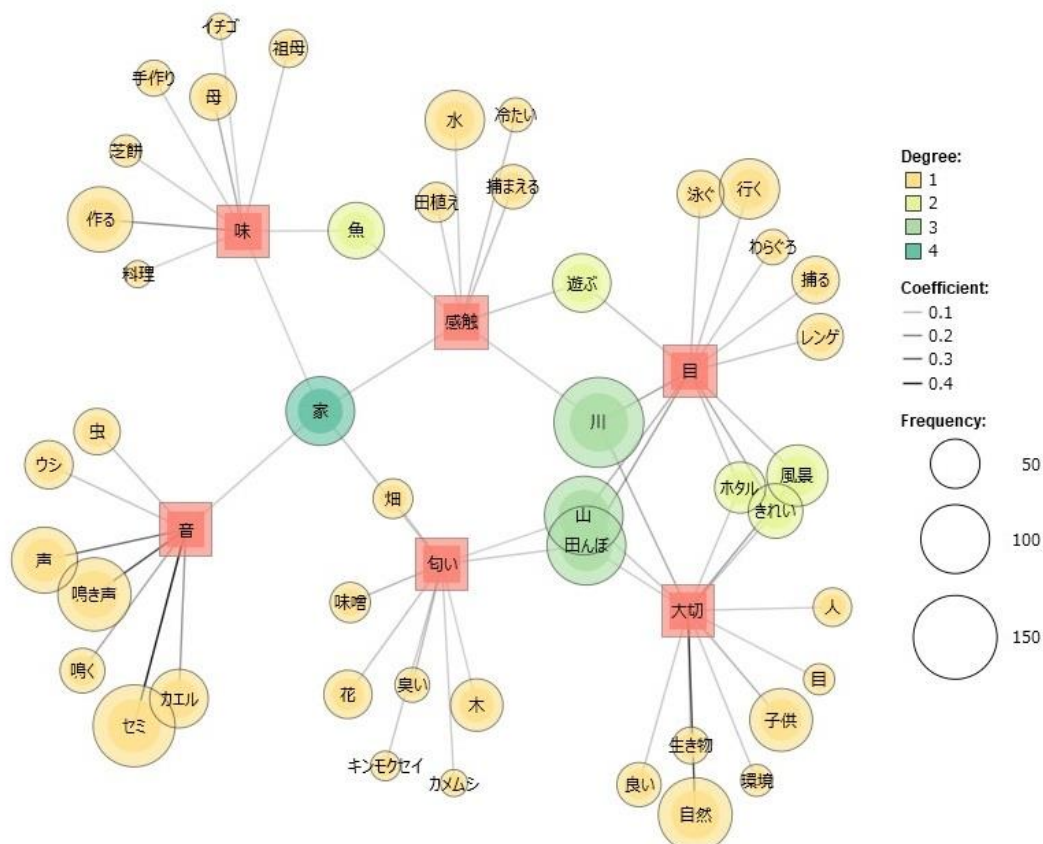 イチゴ
祖母
手作り
母
芝餅
作る
味
料理
魚
水
冷たい
田植え
捕まえる
感触
遊ぶ
泳ぐ
行く
わらぐろ
捕る
レンゲ
目
家
川
ホタル
風景
きれい
山
田んぼ
虫
ウシ
音
声
鳴き声
鳴く
セミ
カエル
畑
匂い
味噌
花
臭い
木
キンモクセイ
カメムシ
大切
人
目
子供
生き物
良い
環境
自然
Degree:
1
2
3
4
Coefficient:
0.1
0.2
0.3
0.4
Frequency:
50
100
150